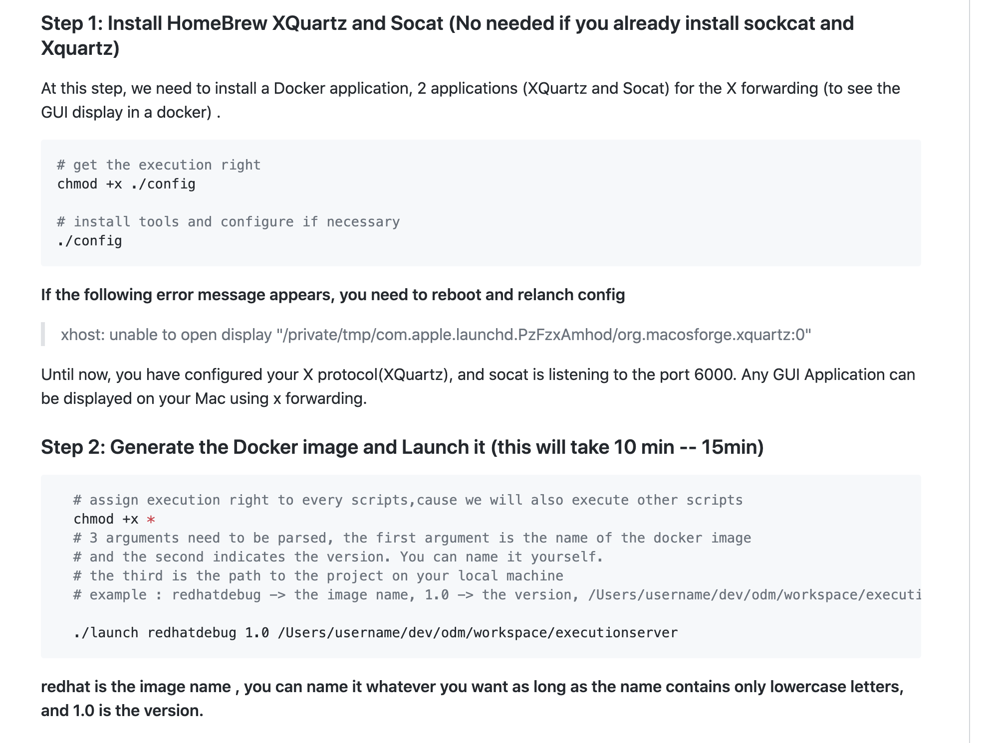 Step 1: Install HomeBrew XQuartz and Socat (No needed if you already install sockcat and
Xquartz)
At this step, we need to install a Docker application, 2 applications (XQuartz and Socat) for the X forwarding (to see the
GUI display in a docker) .
# get the execution right
chmod +x ./config
# install tools and configure if necessary
./config
If the following error message appears, you need to reboot and relanch config
xhost: unable to open display "/private/tmp/com.apple.launchd.PzFzxAmhod/org.macosforge.xquartz:0"
Until now, you have configured your X protocol(XQuartz), and socat is listening to the port 6000. Any GUI Application can
be displayed on your Mac using x forwarding.
Step 2: Generate the Docker image and Launch it (this will take 10 min -- 15min)
# assign execution right to every scripts,cause we will also execute other scripts
chmod +x *
# 3 arguments need to be parsed, the first argument is the name of the docker image
# and the second indicates the version. You can name it yourself.
# the third is the path to the project on your local machine
# example : redhatdebug —> the image name, 1.0 —> the version, /Users/username/dev/odm/workspace/executi
./launch redhatdebug 1.0 /Users/username/dev/odm/workspace/executionserver
redhat is the image name , you can name it whatever you want as long as the name contains only lowercase letters,
and 1.0 is the version.